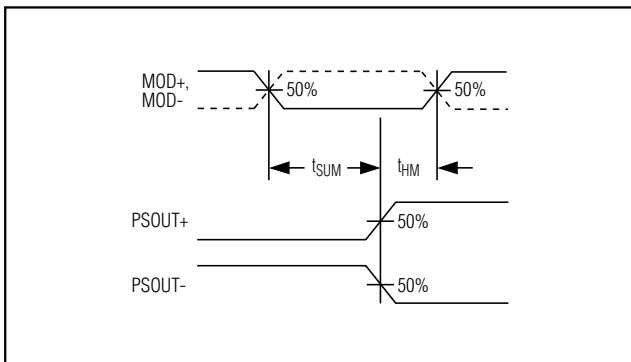 MOD+,
MOD-
50%
50%
tSUM
tHM
PSOUT+
50%
PSOUT-
50%